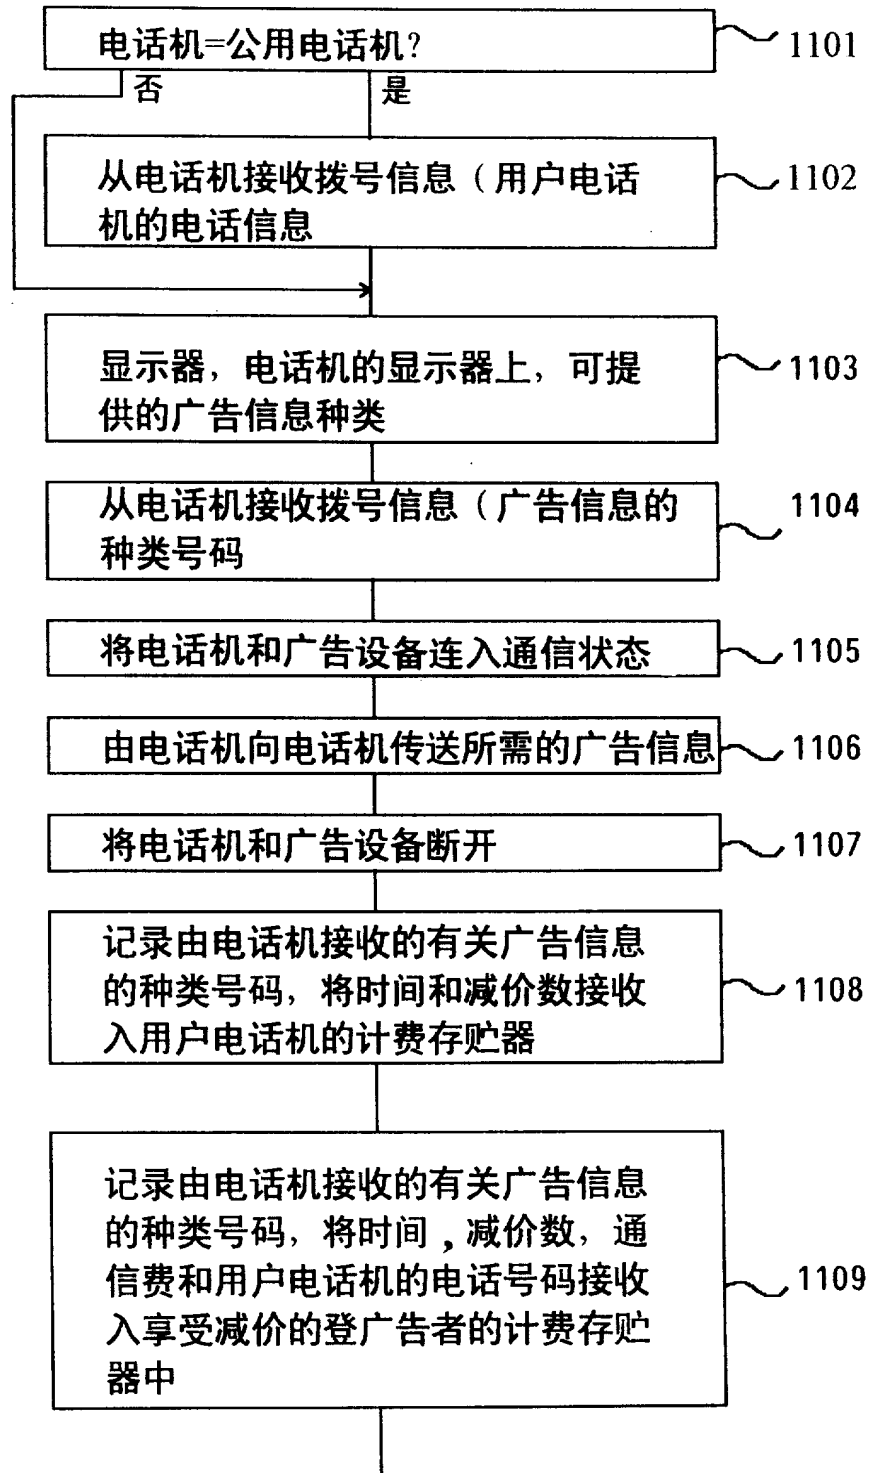 电话机=公用电话机?
1101
否
是
从电话机接收拨号信息（用户电话
机的电话信息
1102
显示器，电话机的显示器上，可提
供的广告信息种类
1103
从电话机接收拨号信息（广告信息的
种类号码
1104
将电话机和广告设备连入通信状态
1105
由电话机向电话机传送所需的广告信息
1106
将电话机和广告设备断开
1107
记录由电话机接收的有关广告信息
的种类号码，将时间和减价数接收
入用户电话机的计费存贮器
1108
记录由电话机接收的有关广告信息
的种类号码，将时间，减价数，通
信费和用户电话机的电话号码接收
入享受减价的登广告者的计费存贮
器中
1109